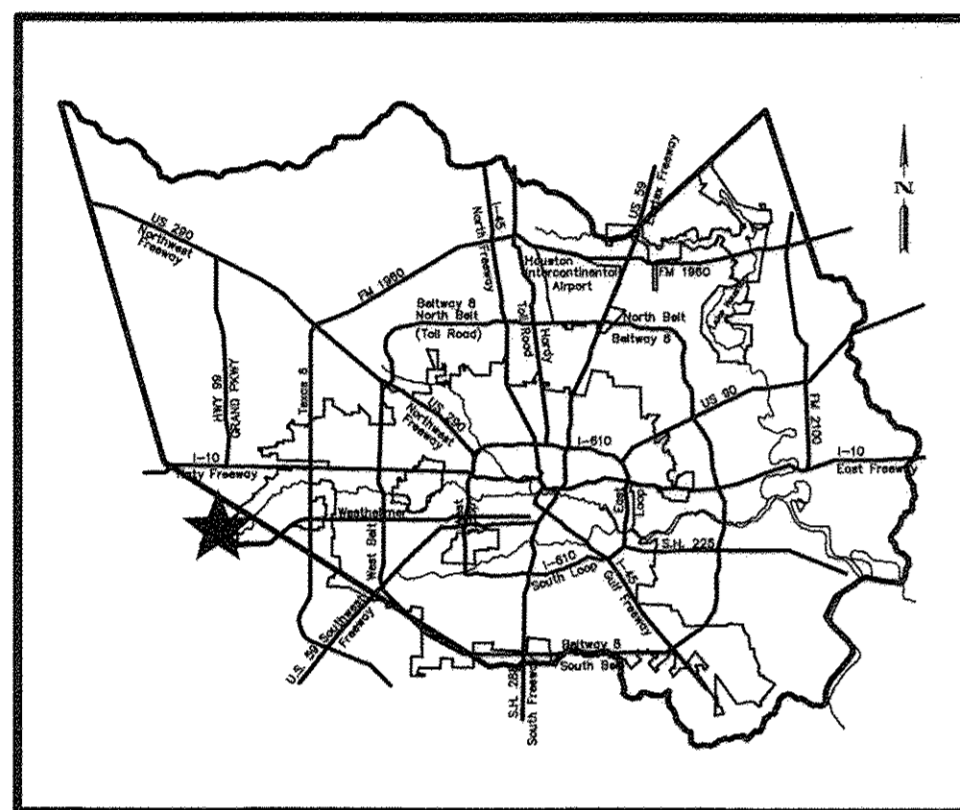 US 59
Eastex Freeway
N
US 290
Northwest
Freeway
I-45
North Freeway
FM 1960
Houston
Intercontinental
Airport
FM 1960
Beltway 8
North Belt
(Toll Road)
Toll Road
Hardy
North Belt
Beltway 8
HWY 99
GRAND PKWY
Texas 6
US 290
Northwest
Freeway
US 90
FM 2100
I-610
I-10
Katy Freeway
I-10
East Freeway
Westheimer
West Belt
West
Loop
East
Loop
S.H. 225
I-610
South Loop
I-45
Gulf Freeway
U.S. 59 Southwest
Freeway
Beltway 8
South Belt
S.H. 288
South Freeway